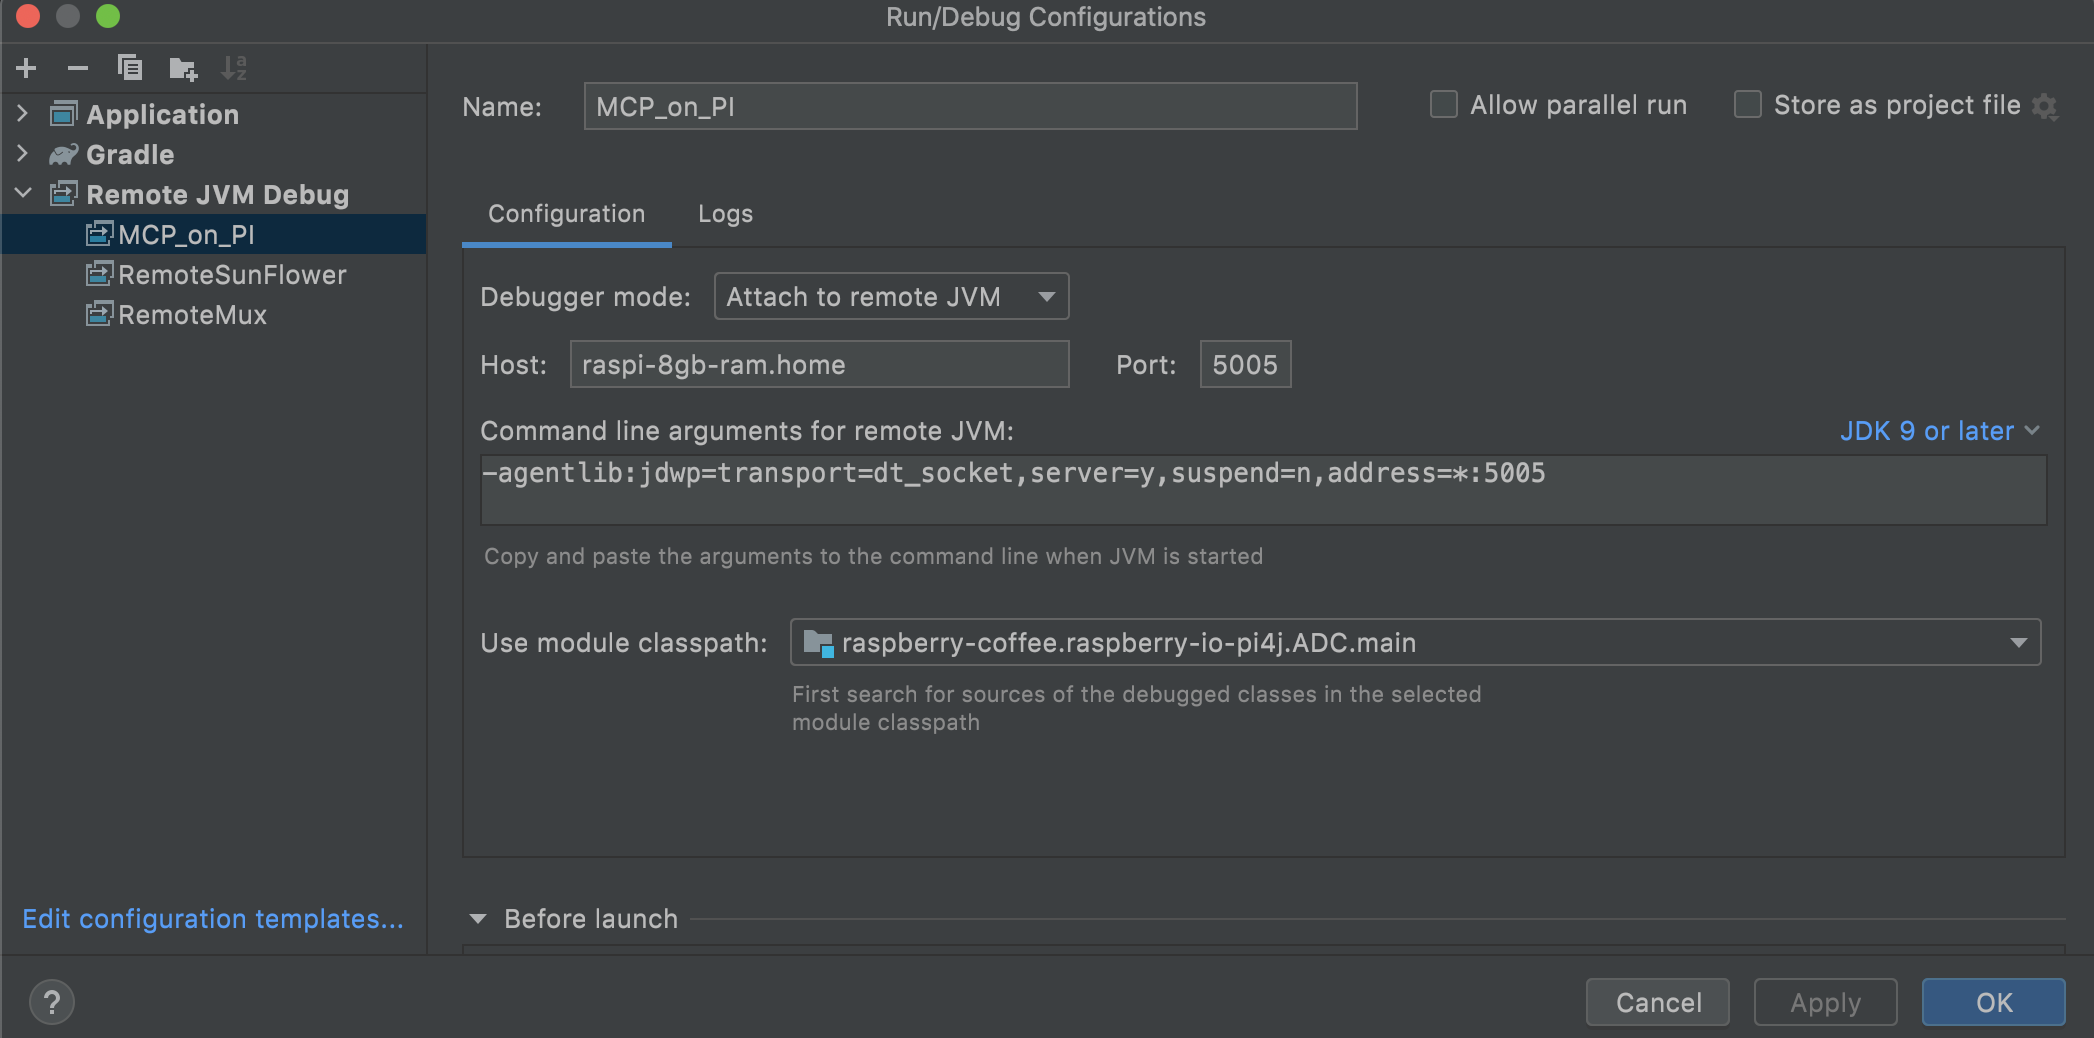 Run/Debug Configurations
Application
Gradle
Remote JVM Debug
MCP_on_PI
RemoteSunFlower
RemoteMux
Edit configuration templates...
Name: MCP_on_PI
Allow parallel run
Store as project file
Configuration Logs
Debugger mode: Attach to remote JVM
Host: raspi-8gb-ram.home Port: 5005
Command line arguments for remote JVM: JDK 9 or later
-agentlib:jdwp=transport=dt_socket,server=y,suspend=n,address=*:5005
Copy and paste the arguments to the command line when JVM is started
Use module classpath: raspberry-coffee.raspberry-io-pi4j.ADC.main
First search for sources of the debugged classes in the selected
module classpath
Before launch
?
Cancel Apply OK